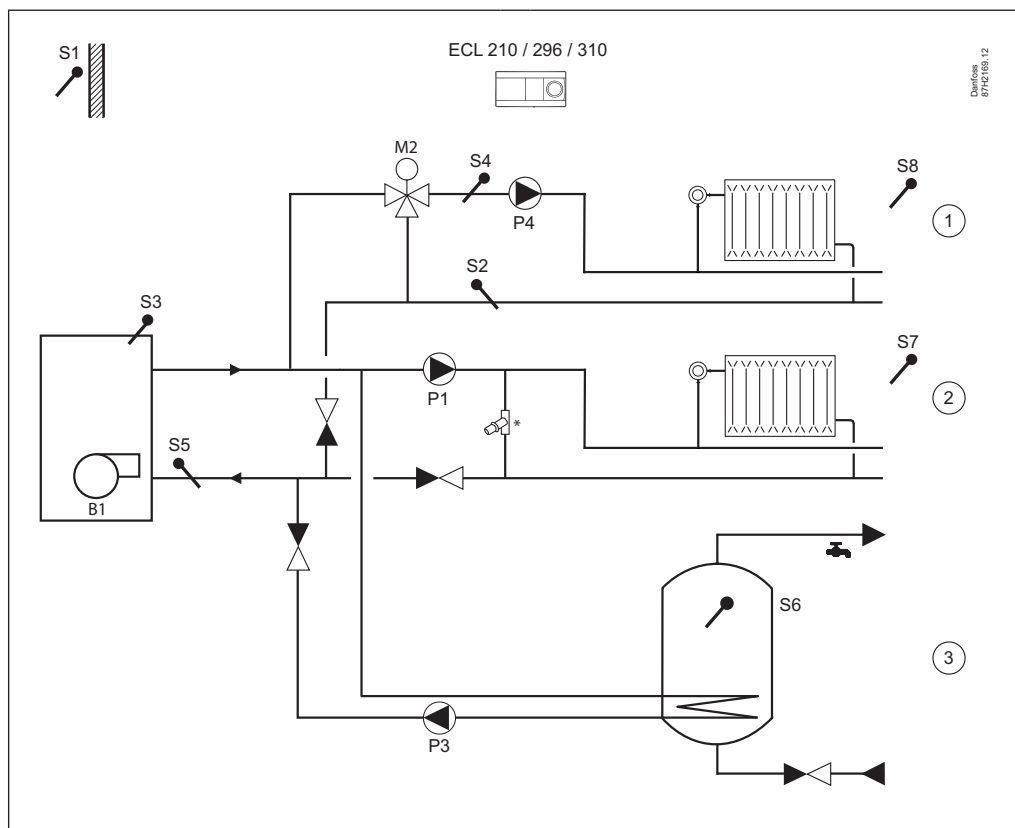 S1
ECL 210 / 296 / 310
Danfoss
87H2169.12
M2
S4
S8
P4
1
S2
S3
S7
P1
*
2
S5
B1
S6
3
P3